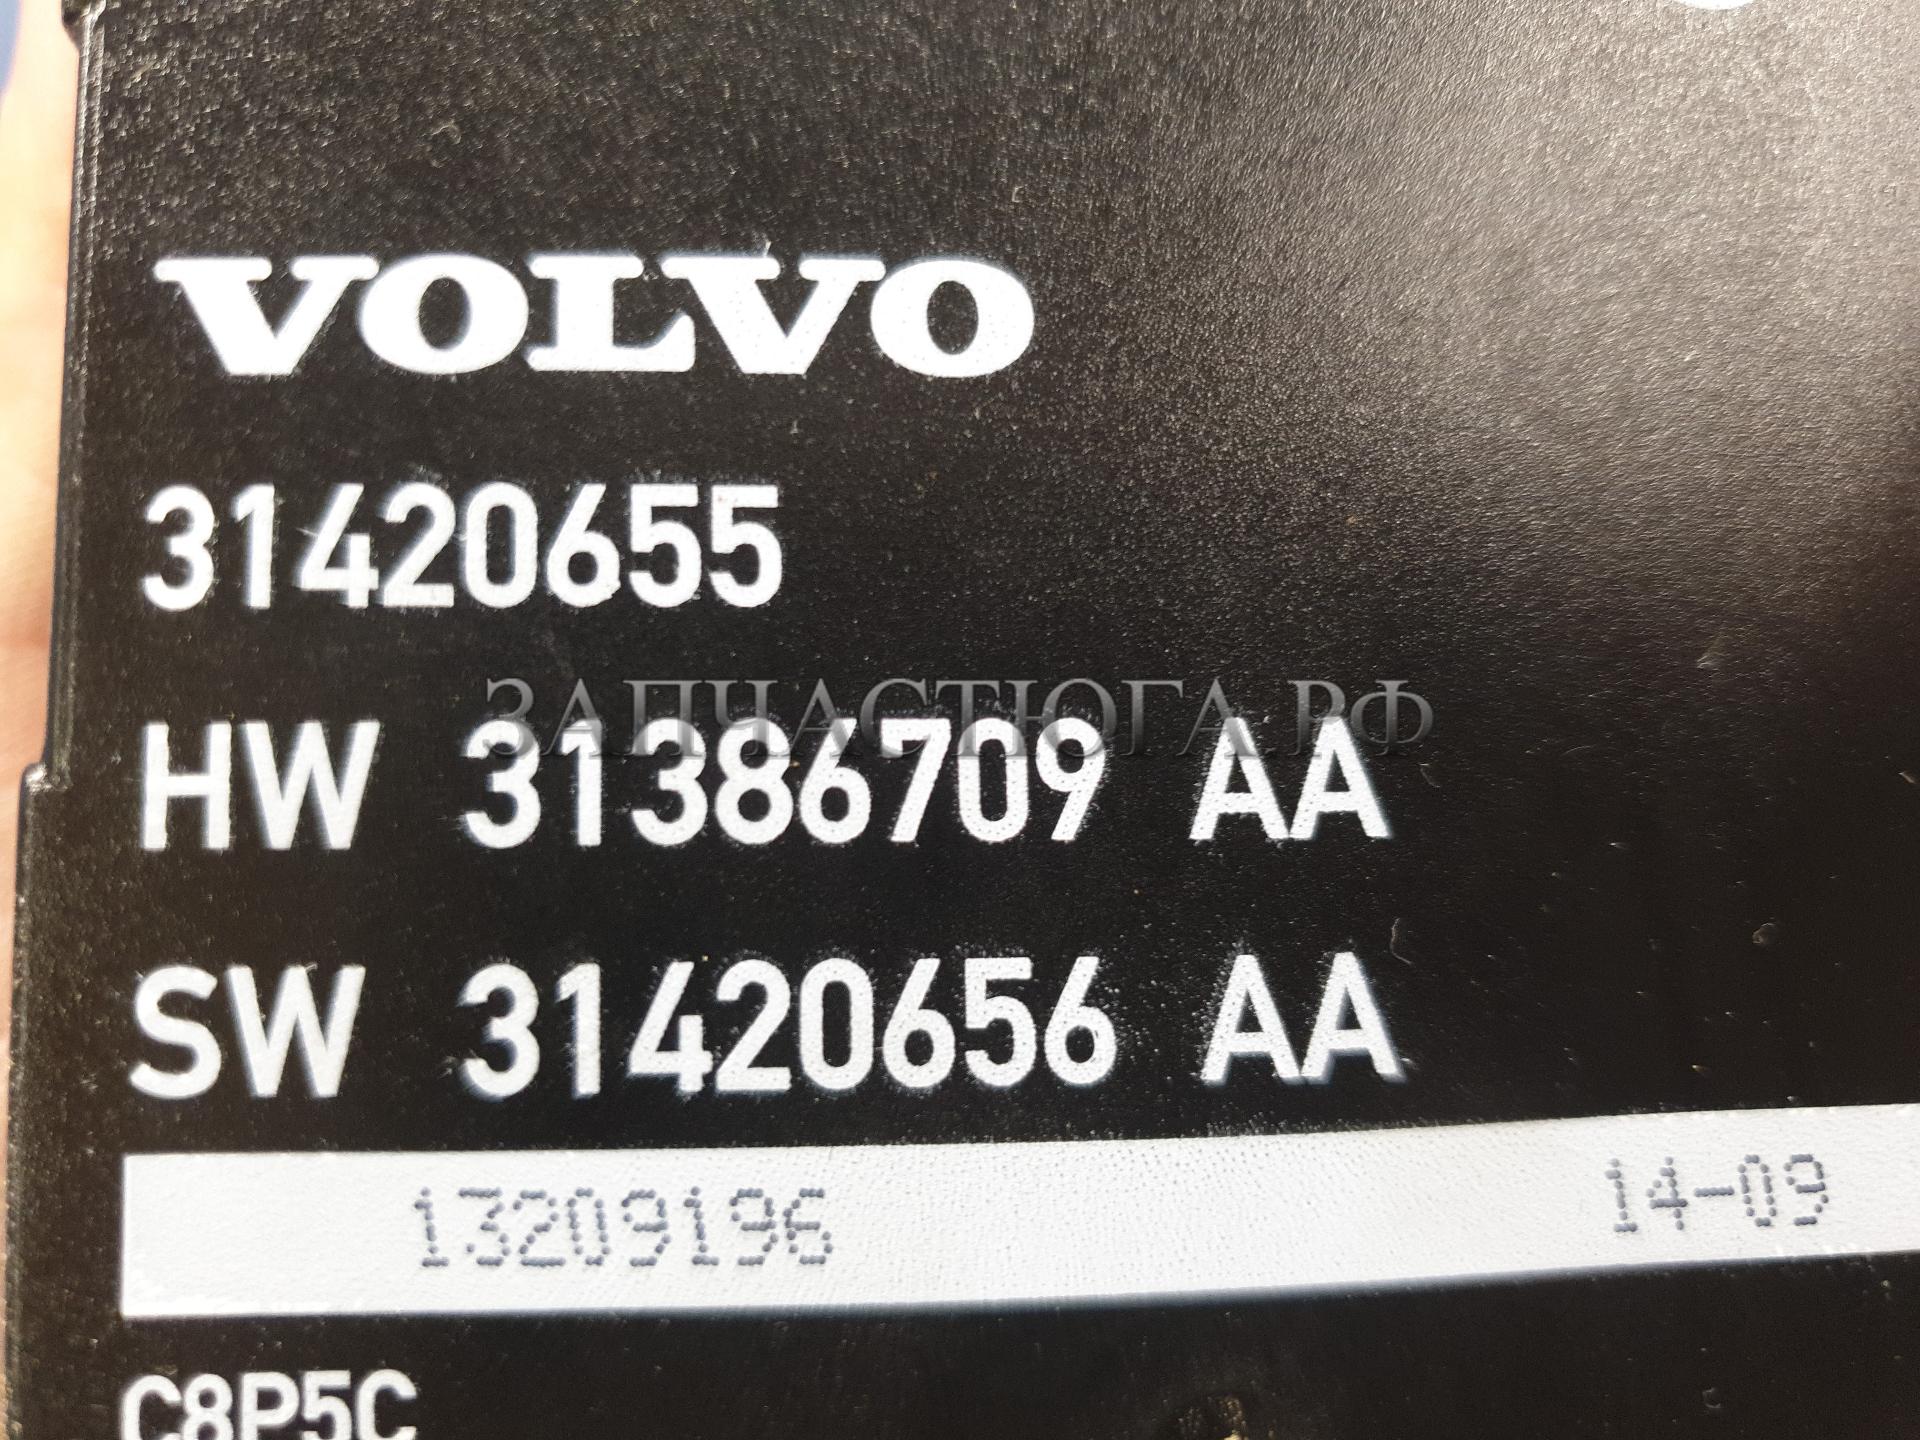 VOLVO
31420655
ЗАПЧАСТЮГА.РФ
HW 31386709 AA
SW 31420656 AA
13209196 14-09
C8P5C